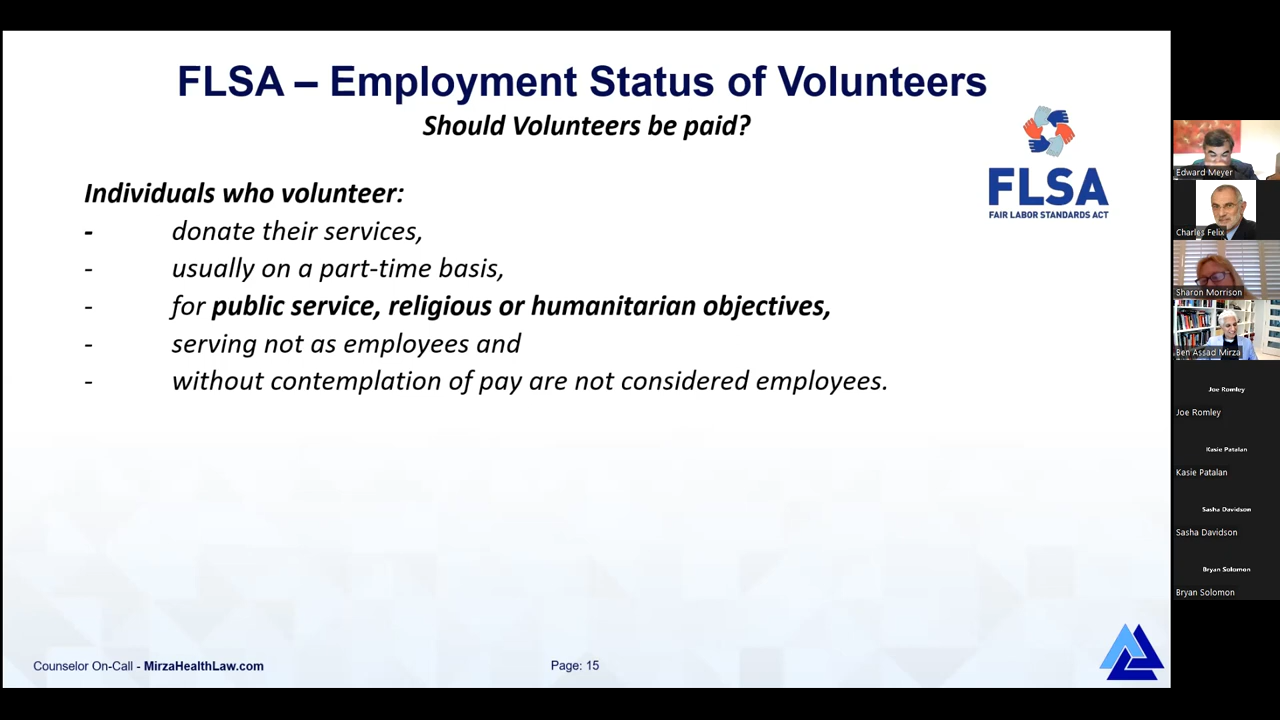 FLSA – Employment Status of Volunteers
Should Volunteers be paid?
FLSA
FAIR LABOR STANDARDS ACT
Individuals who volunteer:
- donate their services,
- usually on a part-time basis,
- for public service, religious or humanitarian objectives,
- serving not as employees and
- without contemplation of pay are not considered employees.
Counselor On-Call - MirzaHealthLaw.com
Page: 15
Edward Meyer
Charles Felix
Sharon Morrison
Ben Assad Mirza
Joe Romley
Joe Romley
Kasie Patalan
Kasie Patalan
Sasha Davidson
Sasha Davidson
Bryan Solomon
Bryan Solomon